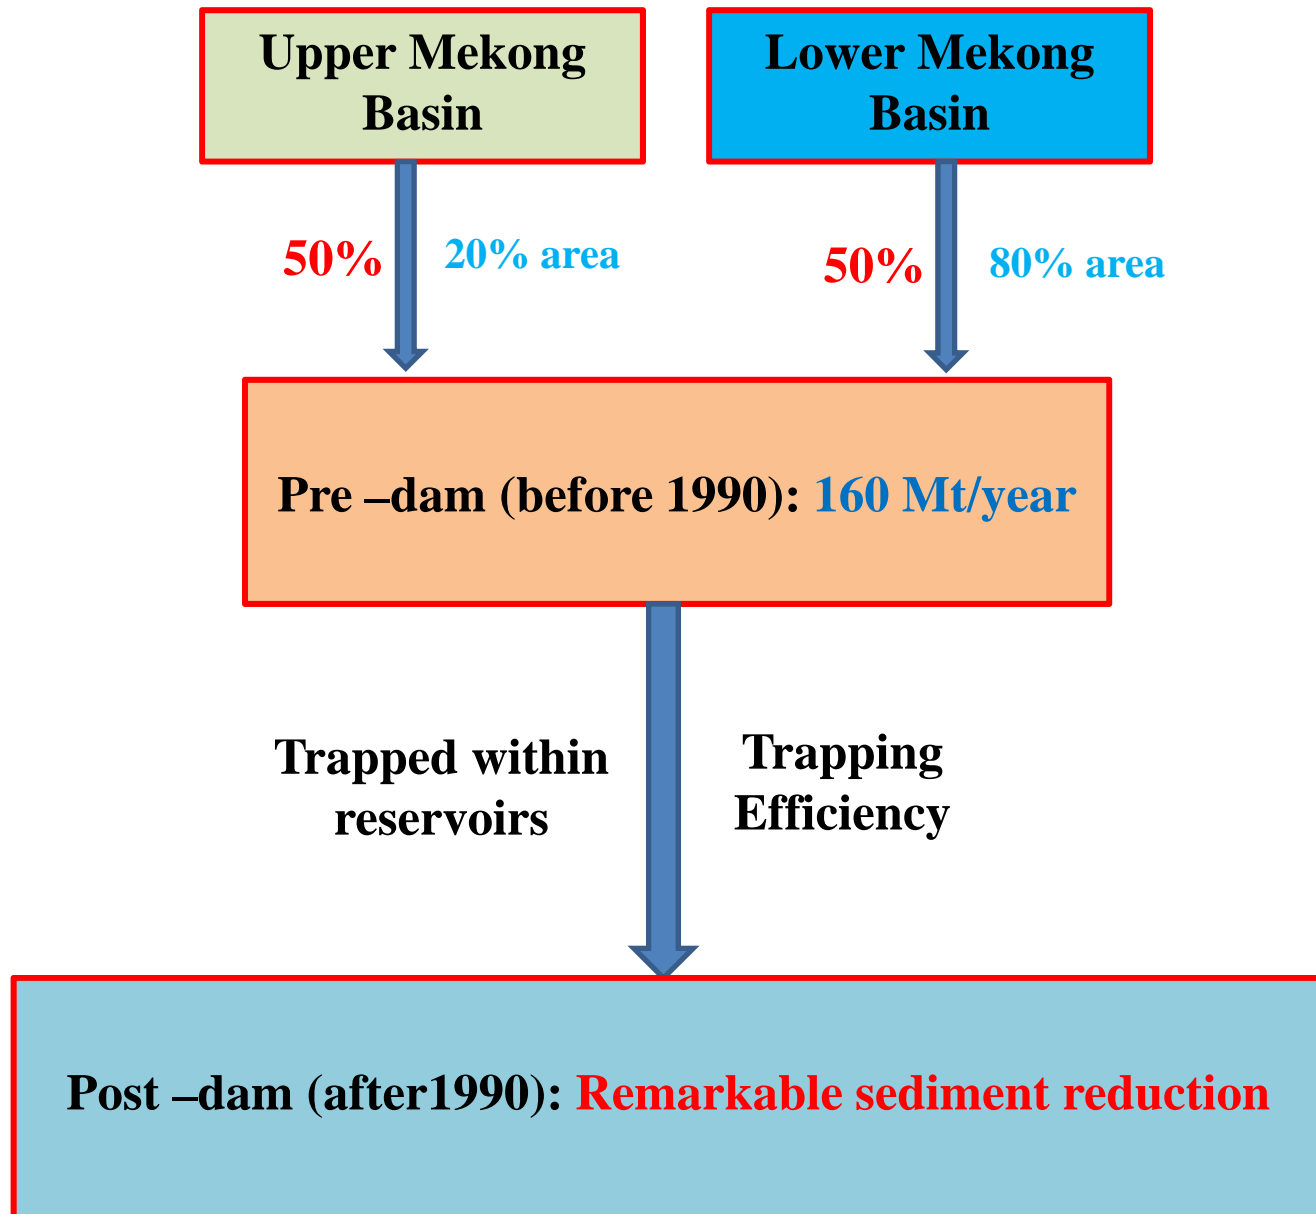 Upper Mekong
Basin
Lower Mekong
Basin
50%
20% area
50%
80% area
Pre –dam (before 1990): 160 Mt/year
Trapped within
reservoirs
Trapping
Efficiency
Post –dam (after1990): Remarkable sediment reduction